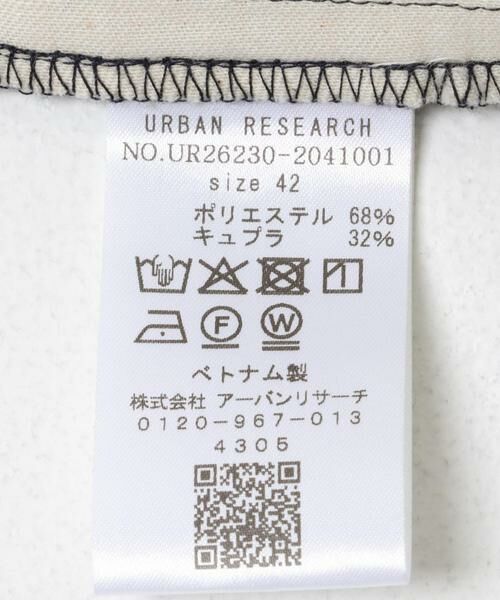 URBAN RESEARCH
NO.UR26230-2041001
size 42
ポリエステル 68%
キュプラ 32%
F W
ベトナム製
株式会社 アーバンリサーチ
0120-967-013
4305